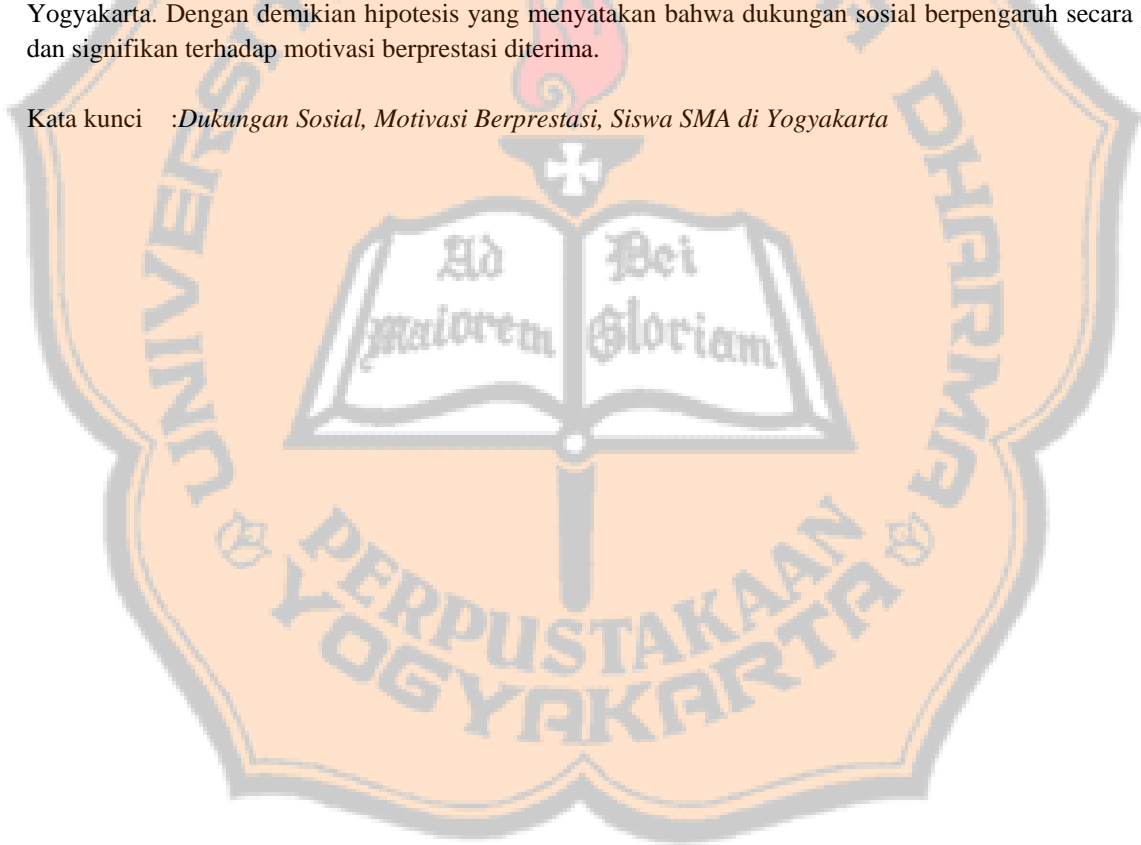 Yogyakarta. Dengan demikian hipotesis yang menyatakan bahwa dukungan sosial berpengaruh secara
dan signifikan terhadap motivasi berprestasi diterima.
Kata kunci :Dukungan Sosial, Motivasi Berprestasi, Siswa SMA di Yogyakarta
Ad Dei
maiorem Gloriam
DHARMA
PERPUSTAKAAN
YOGYAKARTA